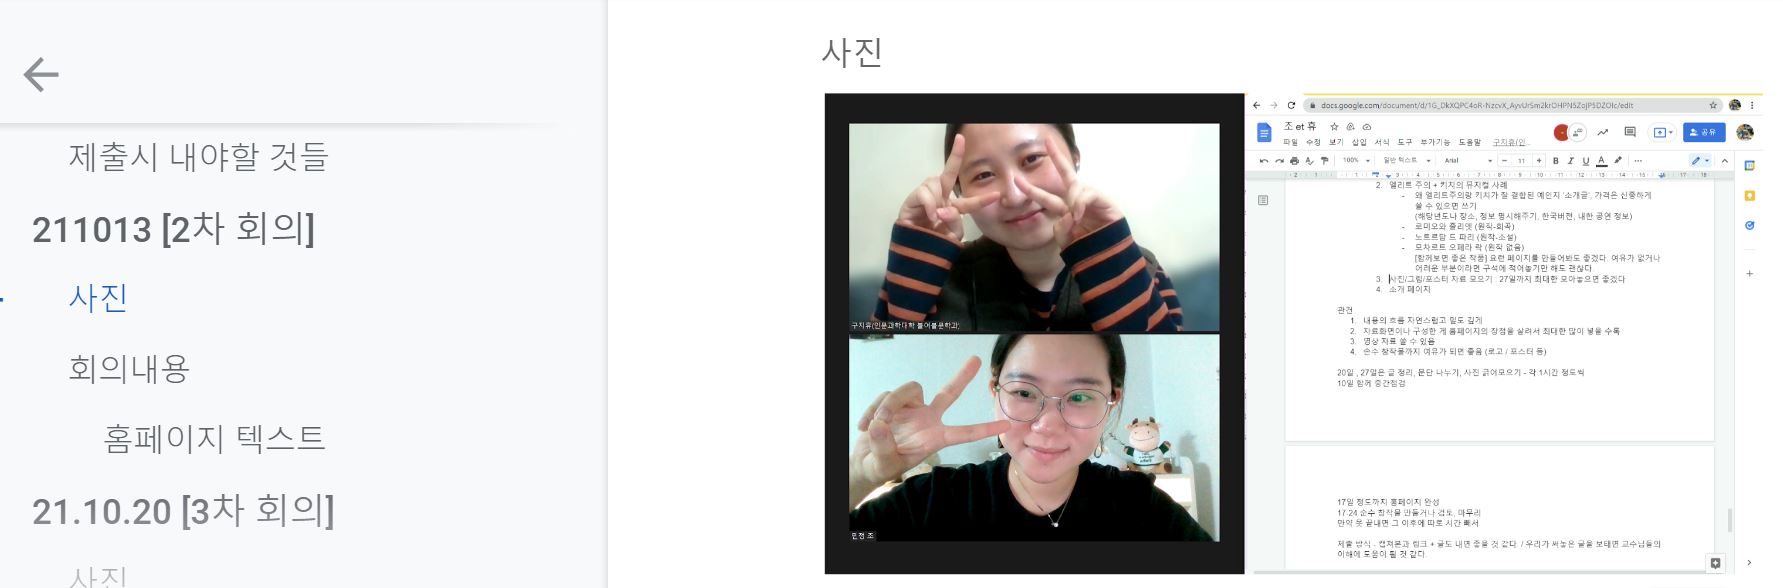 제출시 내야할 것들
211013 [2차 회의]
사진
회의내용
홈페이지 텍스트
21.10.20 [3차 회의]
사진
사진
구지유(인문과학대학 불어불문학과)
민정 조
조 et 휴
파일 수정 보기 삽입 서식 도구 부가기능 도움말 구지휴(인...
공유
100% 일반 텍스트 Arial 11
2. 엘리트 주의 + 키치의 뮤지컬 사례
- 왜 엘리트주의랑 키치가 잘 결합된 예인지 '소개글', 가격은 신중하게
쓸 수 있으면 쓰기
(해당년도나 장소, 정보 명시해주기, 한국버전, 내한 공연 정보)
- 로미오와 줄리엣 (원작-희곡)
- 노트르담 드 파리 (원작-소설)
- 모차르트 오페라 락 (원작 없음)
[함께보면 좋은 작품] 요런 페이지를 만들어봐도 좋겠다. 여유가 없거나
어려운 부분이라면 구석에 적어놓기만 해도 괜찮다.
3. 사진/그림/포스터 자료 모으기 : 27일까지 최대한 모아놓으면 좋겠다
4. 소개 페이지
관건
1. 내용의 흐름 자연스럽고 밀도 깊게
2. 자료화면이나 구성한 게 홈페이지의 장점을 살려서 최대한 많이 넣을 수록
3. 영상 자료 쓸 수 있음
4. 순수 창작물까지 여유가 되면 좋음 (로고 / 포스터 등)
20일, 27일은 글 정리, 문단 나누기, 사진 긁어모으기 - 각 1시간 정도씩
10일 함께 중간점검
17일 정도까지 홈페이지 완성
17-24 순수 창작물 만들거나 검토, 마무리
만약 못 끝내면 그 이후에 따로 시간 빼서
제출 방식 - 캡쳐본과 링크 + 글도 내면 좋을 것 같다. / 우리가 써놓은 글을 보태면 교수님들의
이해에 도움이 될 것 같다.